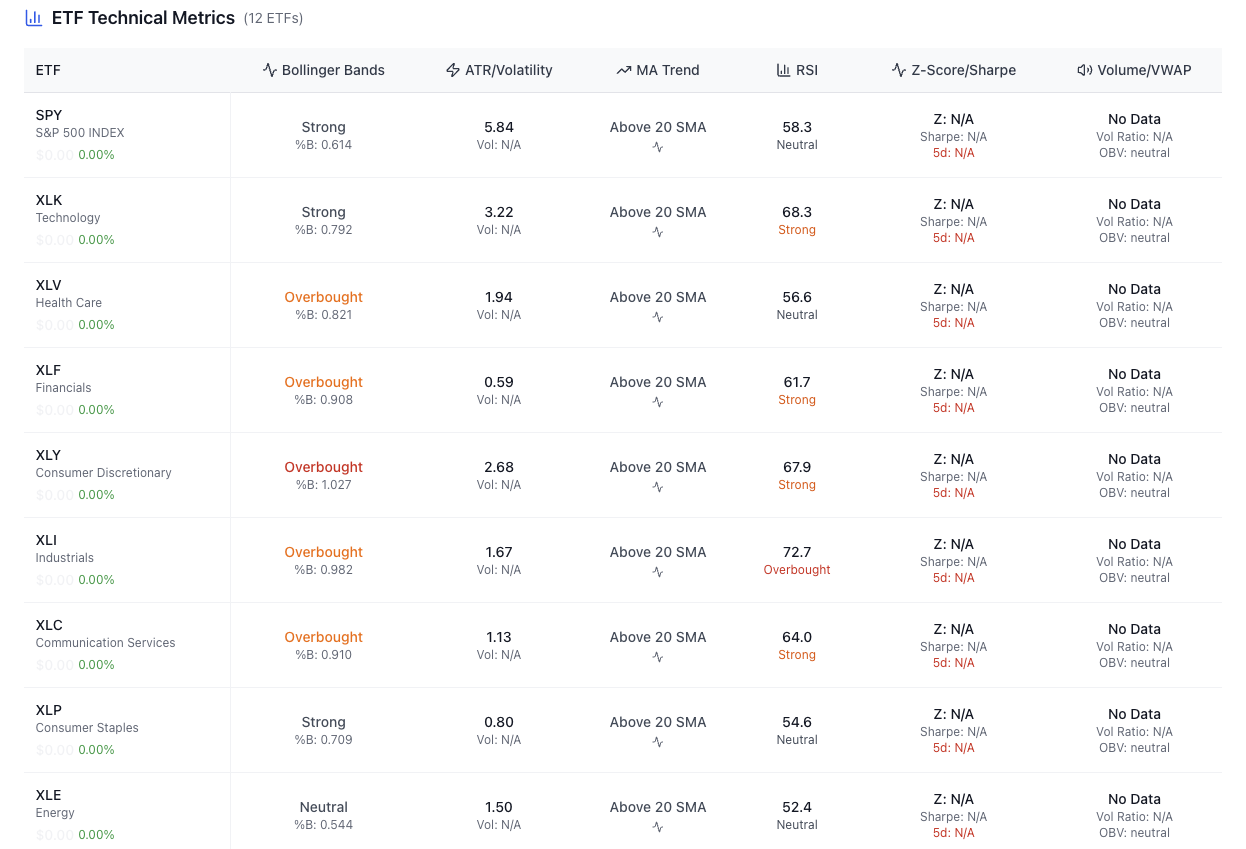 ETF Technical Metrics (12 ETFs)
ETF Bollinger Bands ATR/Volatility MA Trend RSI Z-Score/Sharpe Volume/VWAP
SPY
S&P 500 INDEX
$0.00 0.00%
Strong
%B: 0.614
5.84
Vol: N/A
Above 20 SMA
58.3
Neutral
Z: N/A
Sharpe: N/A
5d: N/A
No Data
Vol Ratio: N/A
OBV: neutral
XLK
Technology
$0.00 0.00%
Strong
%B: 0.792
3.22
Vol: N/A
Above 20 SMA
68.3
Strong
Z: N/A
Sharpe: N/A
5d: N/A
No Data
Vol Ratio: N/A
OBV: neutral
XLV
Health Care
$0.00 0.00%
Overbought
%B: 0.821
1.94
Vol: N/A
Above 20 SMA
56.6
Neutral
Z: N/A
Sharpe: N/A
5d: N/A
No Data
Vol Ratio: N/A
OBV: neutral
XLF
Financials
$0.00 0.00%
Overbought
%B: 0.908
0.59
Vol: N/A
Above 20 SMA
61.7
Strong
Z: N/A
Sharpe: N/A
5d: N/A
No Data
Vol Ratio: N/A
OBV: neutral
XLY
Consumer Discretionary
$0.00 0.00%
Overbought
%B: 1.027
2.68
Vol: N/A
Above 20 SMA
67.9
Strong
Z: N/A
Sharpe: N/A
5d: N/A
No Data
Vol Ratio: N/A
OBV: neutral
XLI
Industrials
$0.00 0.00%
Overbought
%B: 0.982
1.67
Vol: N/A
Above 20 SMA
72.7
Overbought
Z: N/A
Sharpe: N/A
5d: N/A
No Data
Vol Ratio: N/A
OBV: neutral
XLC
Communication Services
$0.00 0.00%
Overbought
%B: 0.910
1.13
Vol: N/A
Above 20 SMA
64.0
Strong
Z: N/A
Sharpe: N/A
5d: N/A
No Data
Vol Ratio: N/A
OBV: neutral
XLP
Consumer Staples
$0.00 0.00%
Strong
%B: 0.709
0.80
Vol: N/A
Above 20 SMA
54.6
Neutral
Z: N/A
Sharpe: N/A
5d: N/A
No Data
Vol Ratio: N/A
OBV: neutral
XLE
Energy
$0.00 0.00%
Neutral
%B: 0.544
1.50
Vol: N/A
Above 20 SMA
52.4
Neutral
Z: N/A
Sharpe: N/A
5d: N/A
No Data
Vol Ratio: N/A
OBV: neutral